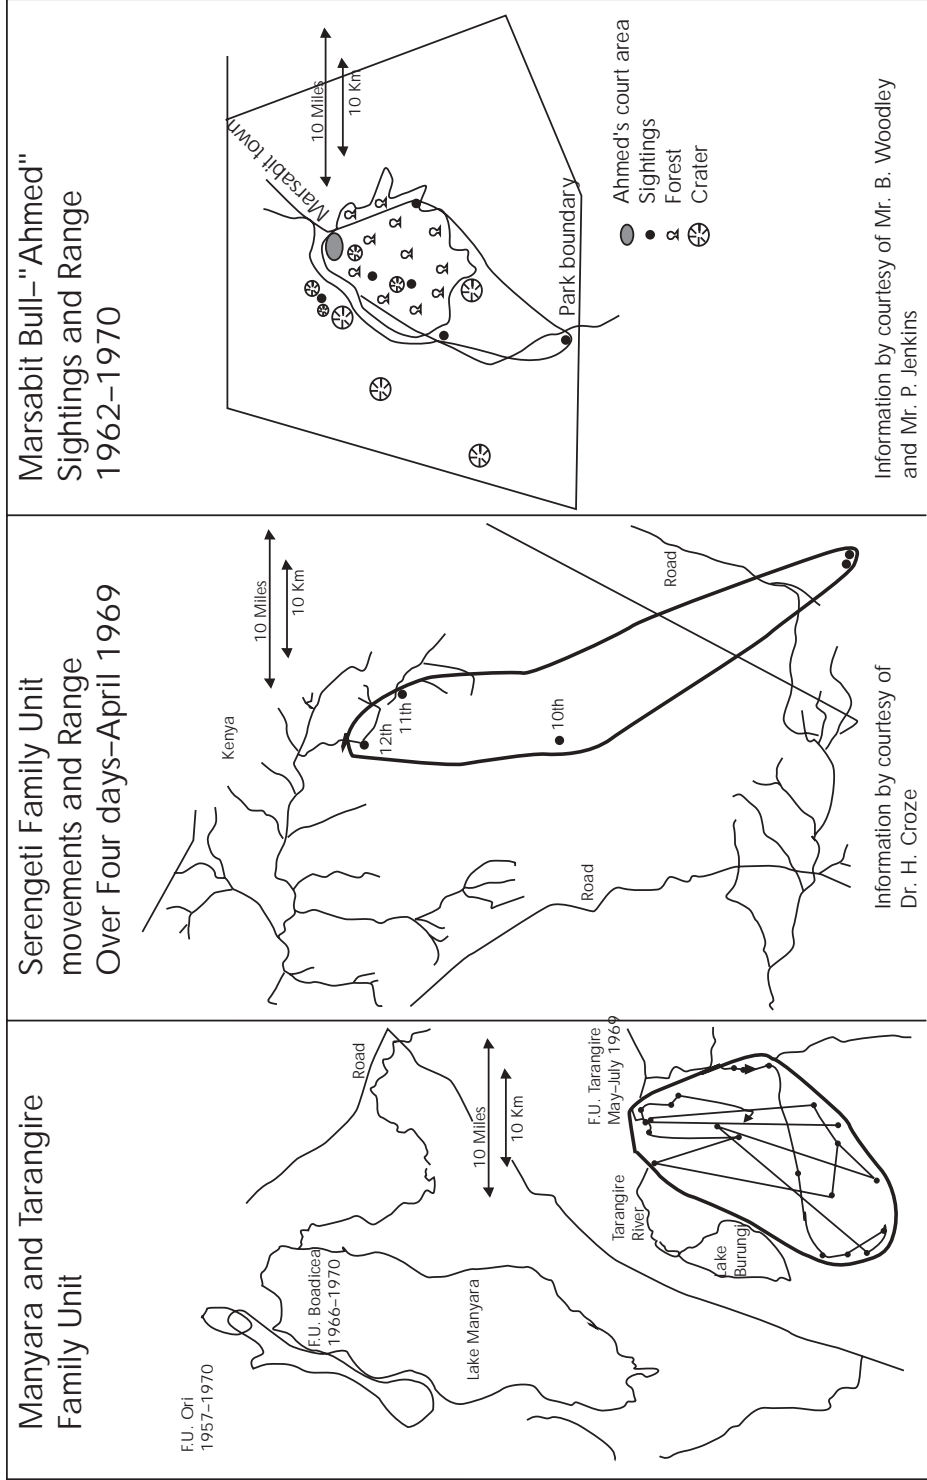 Manyara and Tarangire
Family Unit
F.U. Ori
1957–1970
F.U. Boadicea
1966–1970
Lake Manyara
Road
10 Miles
10 Km
F.U. Tarangire
May–July 1969
Tarangire
River
Lake
Burungi
Serengeti Family Unit
movements and Range
Over Four days–April 1969
Kenya
10 Miles
10 Km
12th
11th
10th
Road
Road
Information by courtesy of
Dr. H. Croze
Marsabit Bull–"Ahmed"
Sightings and Range
1962–1970
Marsabit town
10 Miles
10 Km
Park boundary
Ahmed's court area
Sightings
Forest
Crater
Information by courtesy of Mr. B. Woodley
and Mr. P. Jenkins